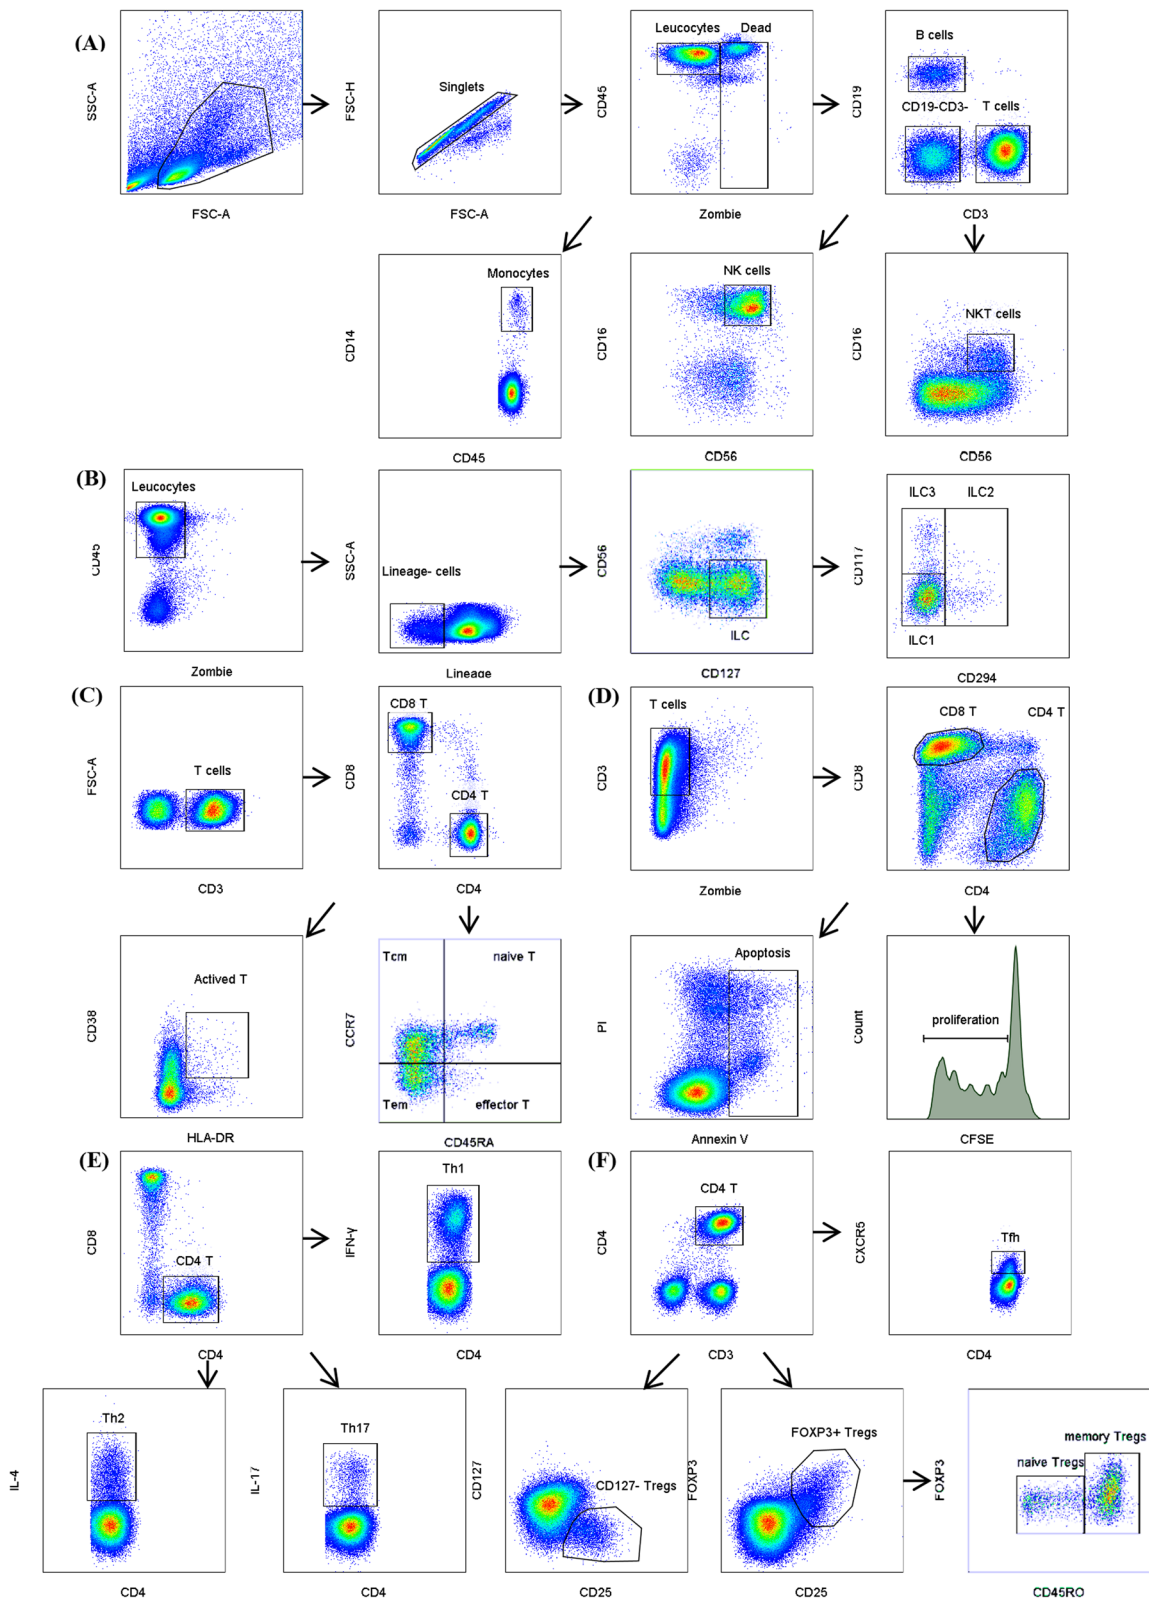 (A)
SSC-A
FSC-A
FSC-H
Singlets
FSC-A
CD45
Leucocytes
Dead
Zombie
CD19
B cells
CD19-CD3-
T cells
CD3
CD14
Monocytes
CD45
CD16
NK cells
CD56
CD16
NKT cells
CD56
(B)
CD45
Leucocytes
Zombie
SSC-A
Lineage- cells
Lineage
CD56
ILC
CD127
CD117
ILC3
ILC2
ILC1
CD294
(C)
FSC-A
T cells
CD3
CD8
CD8 T
CD4 T
CD4
(D)
CD3
T cells
Zombie
CD8
CD8 T
CD4 T
CD4
CD38
Actived T
HLA-DR
CCR7
Tcm
naive T
Tem
effector T
CD45RA
PI
Apoptosis
Annexin V
Count
proliferation
CFSE
(E)
CD8
CD4 T
CD4
IFN-γ
Th1
CD4
(F)
CD4
CD4 T
CD3
CXCR5
Tfh
CD4
IL-4
Th2
CD4
IL-17
Th17
CD4
CD127
CD127- Tregs
CD25
FOXP3
FOXP3+ Tregs
CD25
FOXP3
naive Tregs
memory Tregs
CD45RO